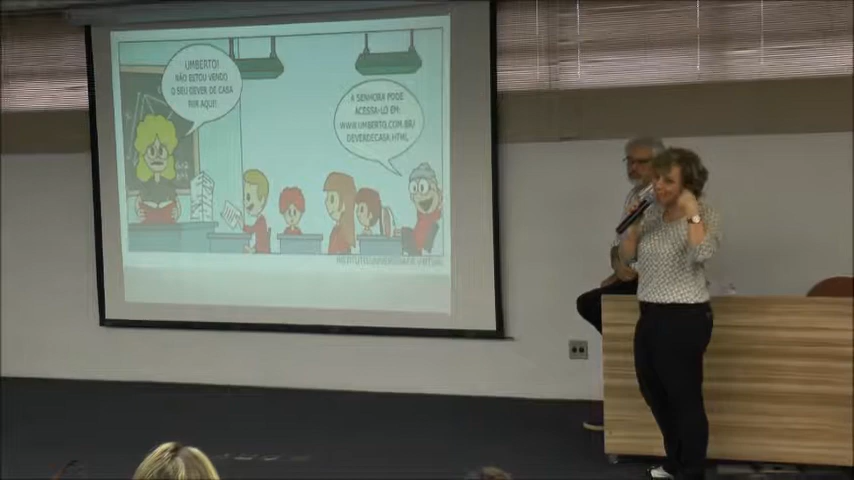 UMBERTO!
NÃO ESTOU VENDO
O SEU DEVER DE CASA
POR AQUI!
A SENHORA PODE
ACESSÁ-LO EM
WWW.UMBERTO.COM.BR/
DEVERDECASA.HTML